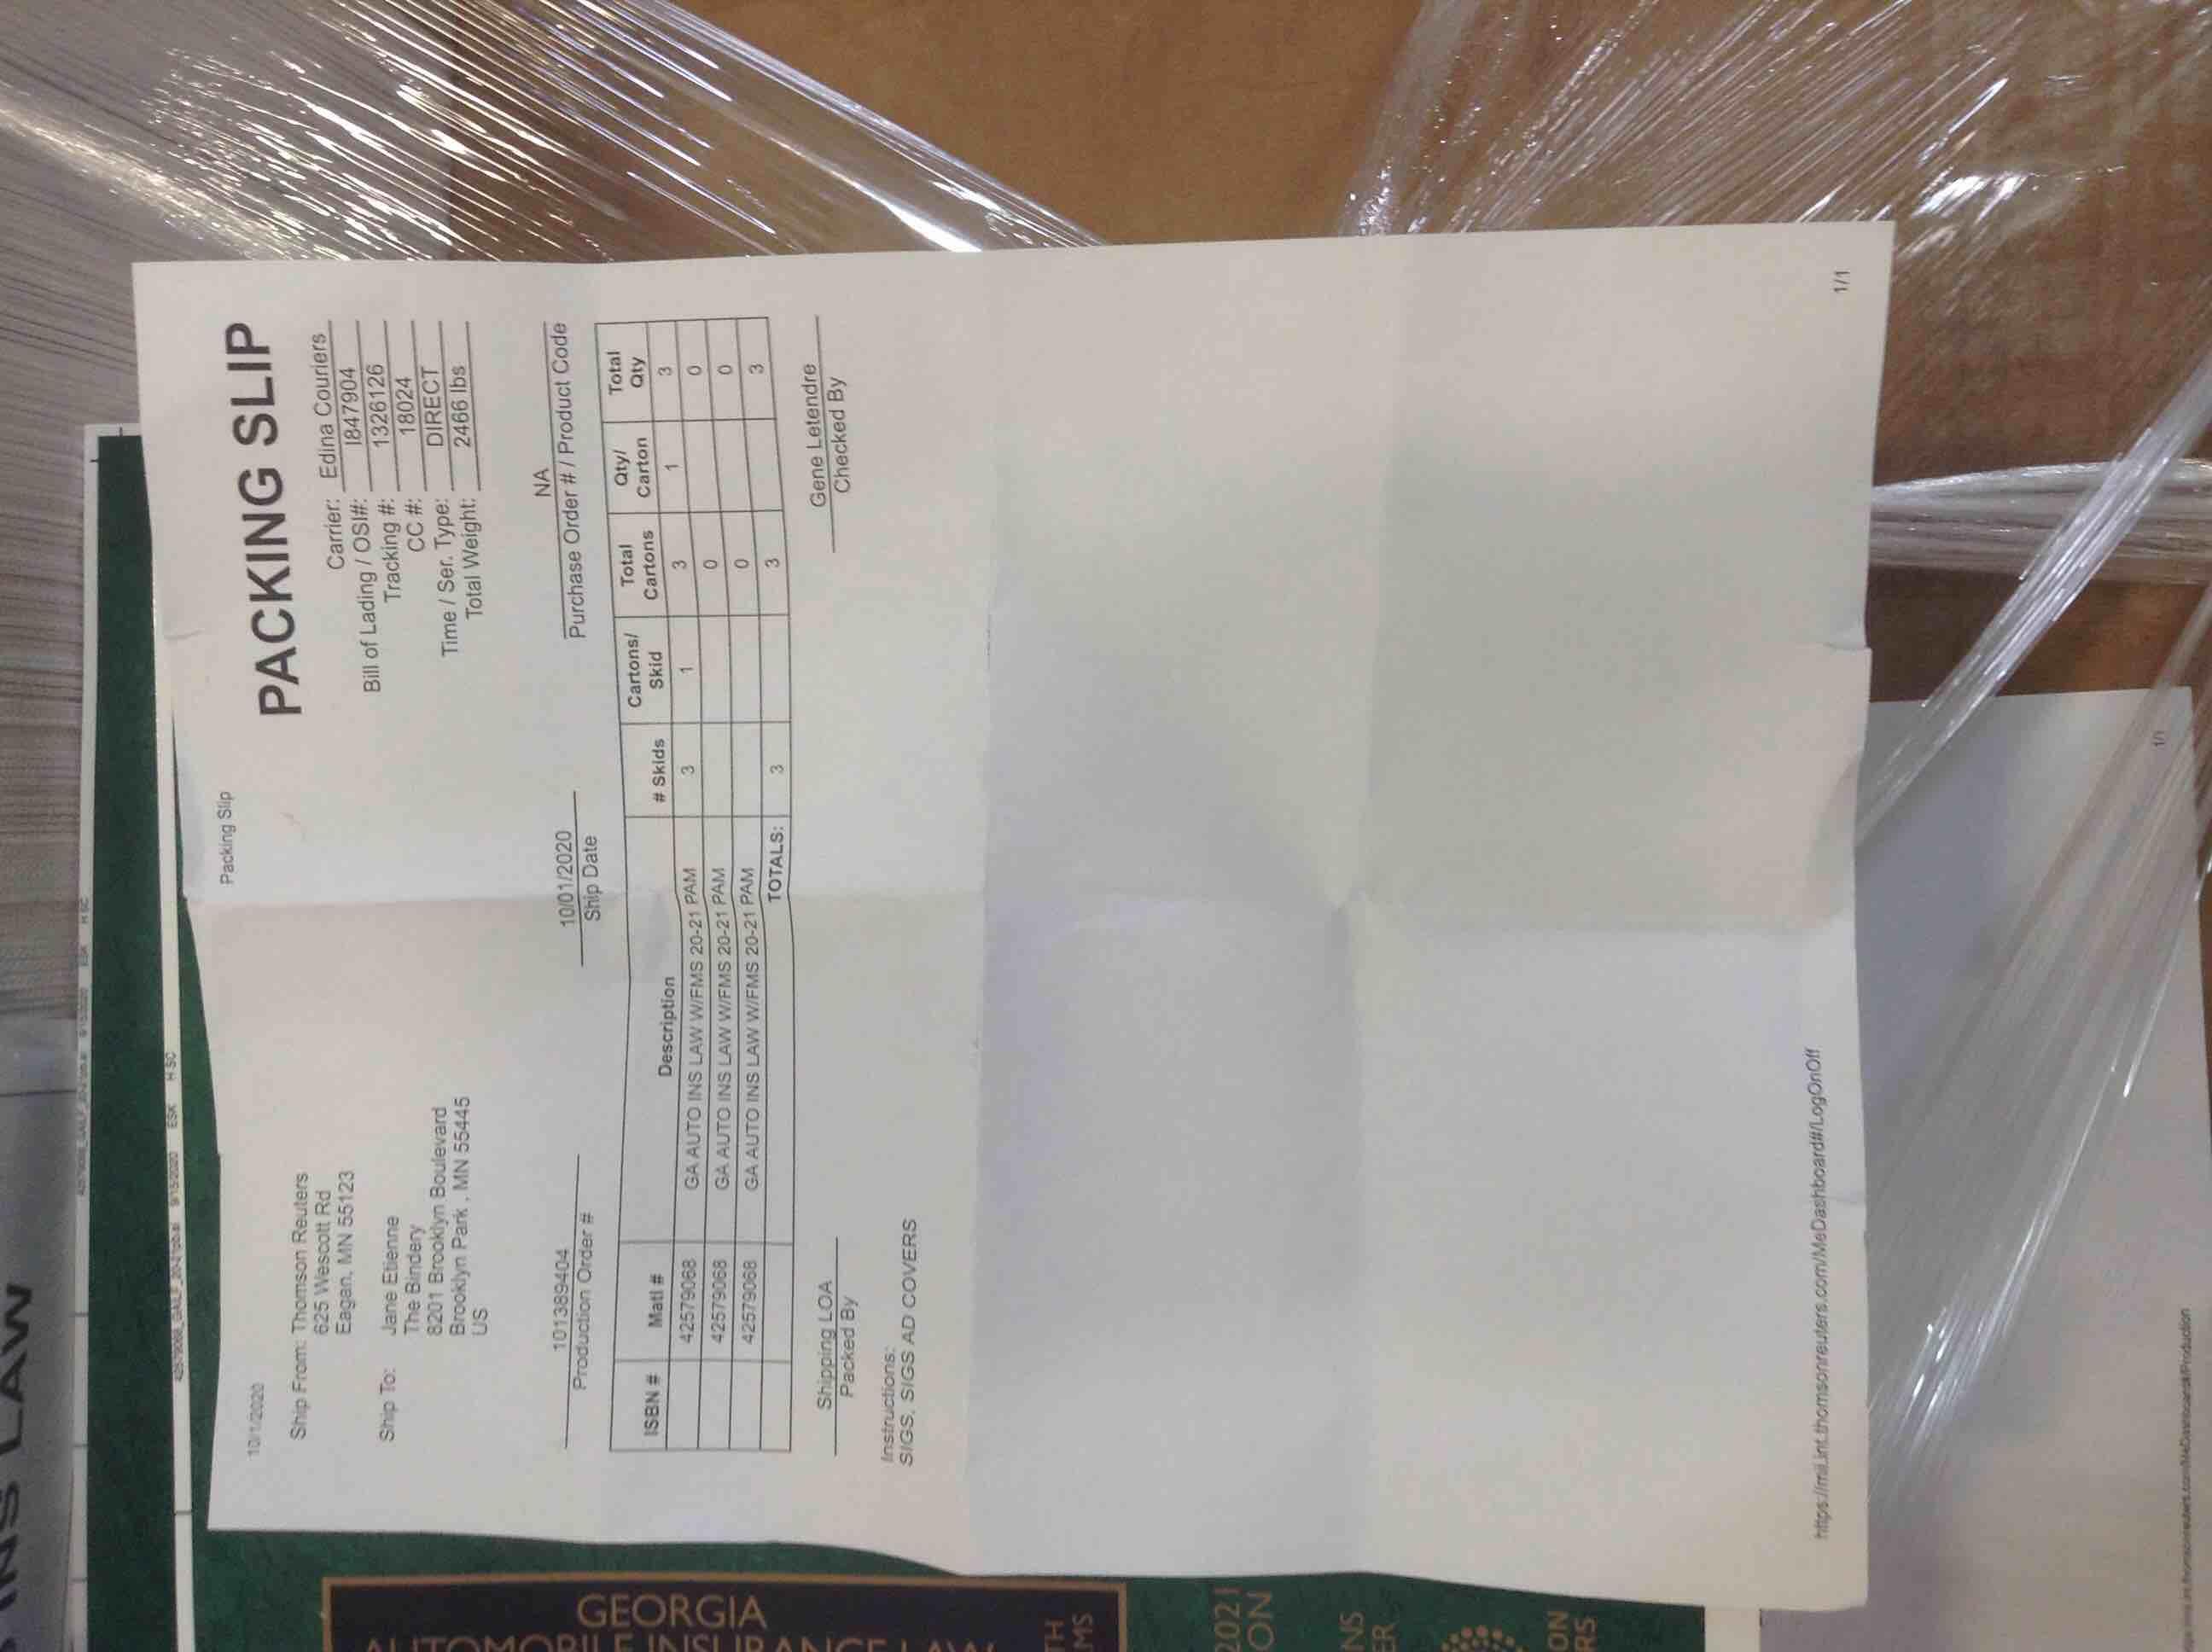 10/1/2020
Packing Slip
PACKING SLIP
Ship From: Thomson Reuters
625 Wescott Rd
Eagan, MN 55123
Ship To: Jane Etienne
The Bindery
8201 Brooklyn Boulevard
Brooklyn Park , MN 55445
US
Carrier: Edina Couriers
Bill of Lading / OSI#: I847904
Tracking #: 1326126
CC #: 18024
Time / Ser. Type: DIRECT
Total Weight: 2466 lbs
101389404
Production Order #
10/01/2020
Ship Date
NA
Purchase Order # / Product Code
ISBN # Matl # Description # Skids Cartons/ Skid Total Cartons Qty/ Carton Total Qty
42579068 GA AUTO INS LAW W/FMS 20-21 PAM 3 1 3 1 3
42579068 GA AUTO INS LAW W/FMS 20-21 PAM 0 0
42579068 GA AUTO INS LAW W/FMS 20-21 PAM 0 0
TOTALS: 3 3 3
Shipping LOA
Packed By
Gene Letendre
Checked By
Instructions:
SIGS, SIGS AD COVERS
https://mii.int.thomsonreuters.com/MeDashboard#/LogOnOff
1/1
GEORGIA
AUTOMOBILE INSURANCE LAW
2021
1/1